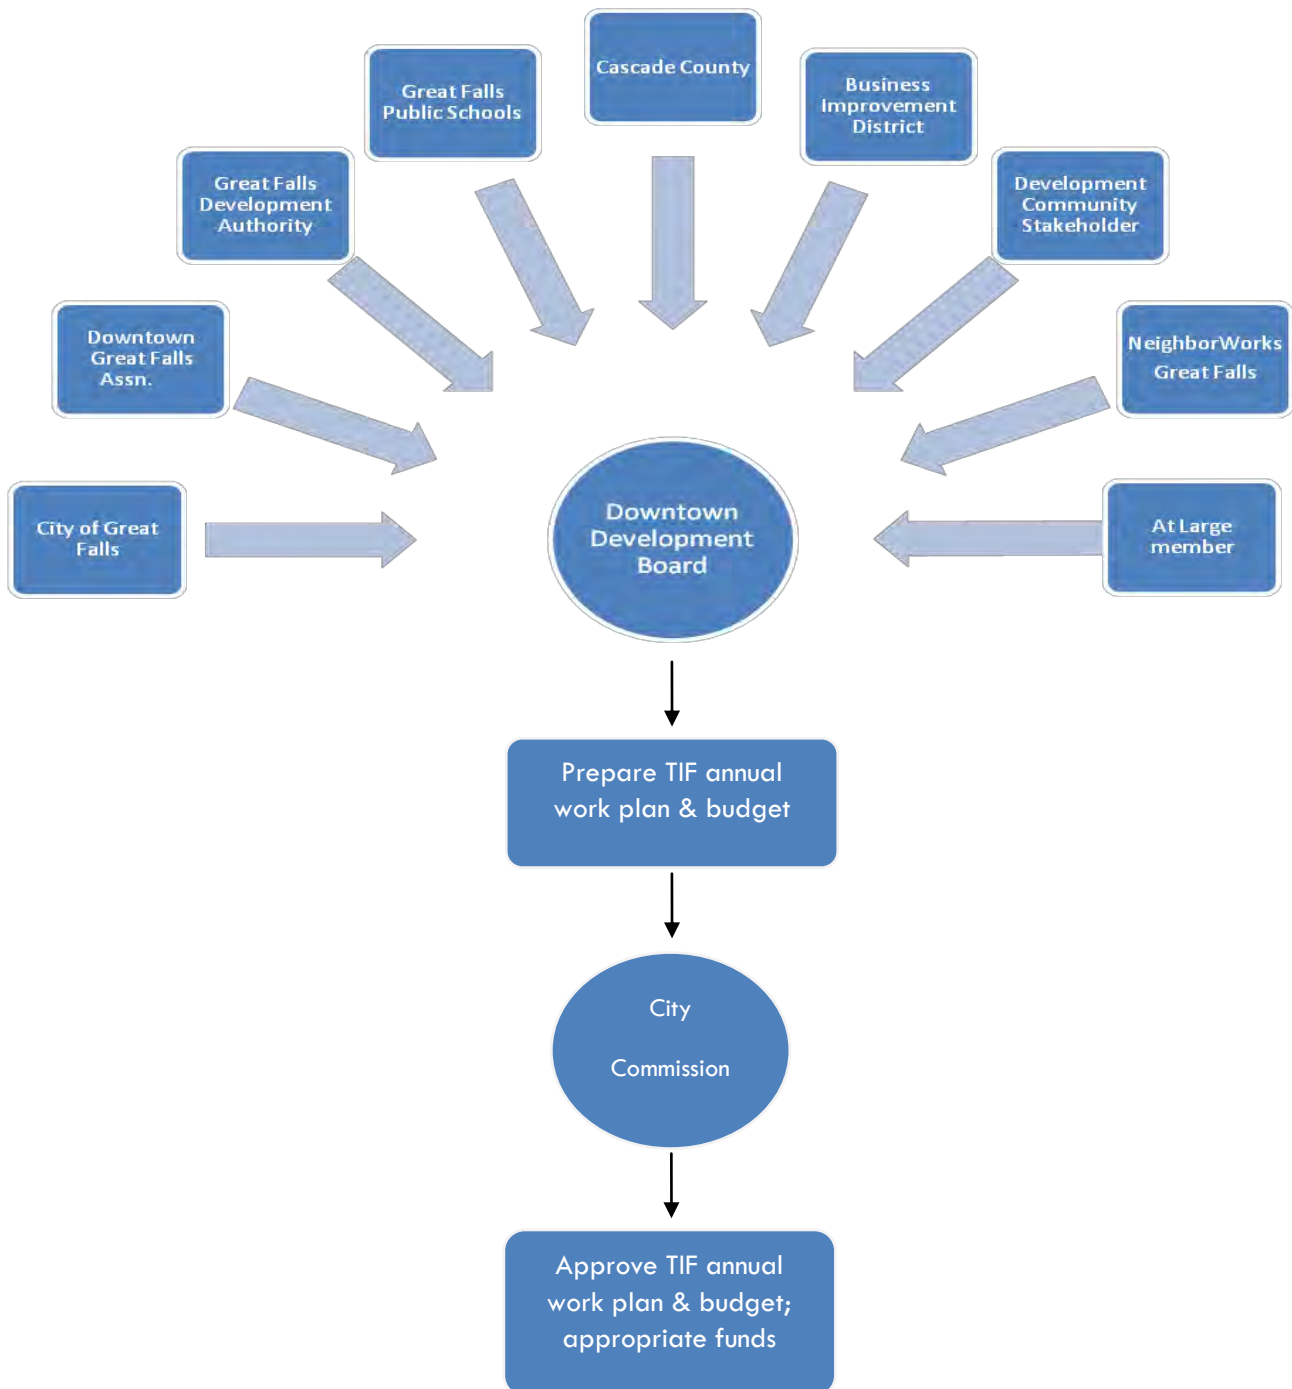 Cascade County
Great Falls
Public Schools
Business
Improvement
District
Great Falls
Development
Authority
Development
Community
Stakeholder
Downtown
Great Falls
Assn.
NeighborWorks
Great Falls
City of Great
Falls
Downtown
Development
Board
At Large
member
Prepare TIF annual
work plan & budget
City
Commission
Approve TIF annual
work plan & budget;
appropriate funds